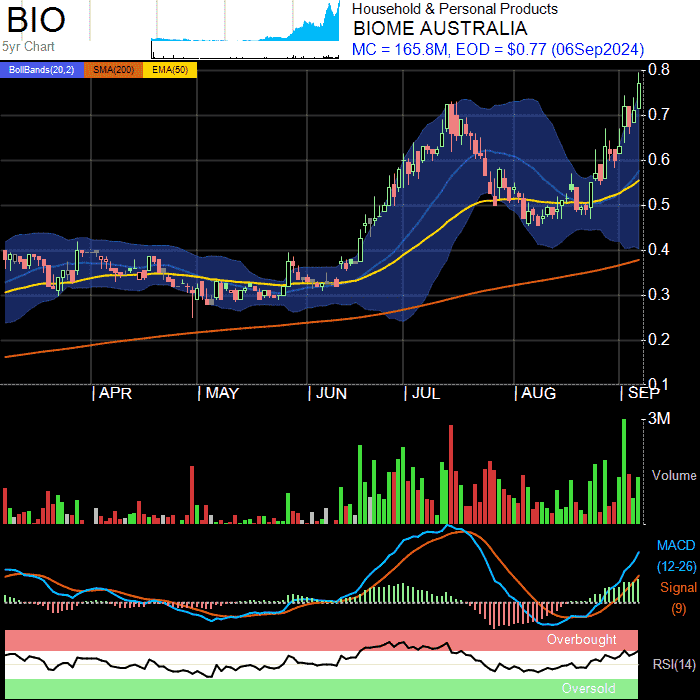 BIO
5yr Chart
Household & Personal Products
BIOME AUSTRALIA
MC = 165.8M, EOD = $0.77 (06Sep2024)
BollBands(20,2) SMA(200) EMA(50)
0.8
0.7
0.6
0.5
0.4
0.3
0.2
0.1
| APR | MAY | JUN | JUL | AUG | SEP
3M
Volume
MACD
(12-26)
Signal
(9)
Overbought
RSI(14)
Oversold